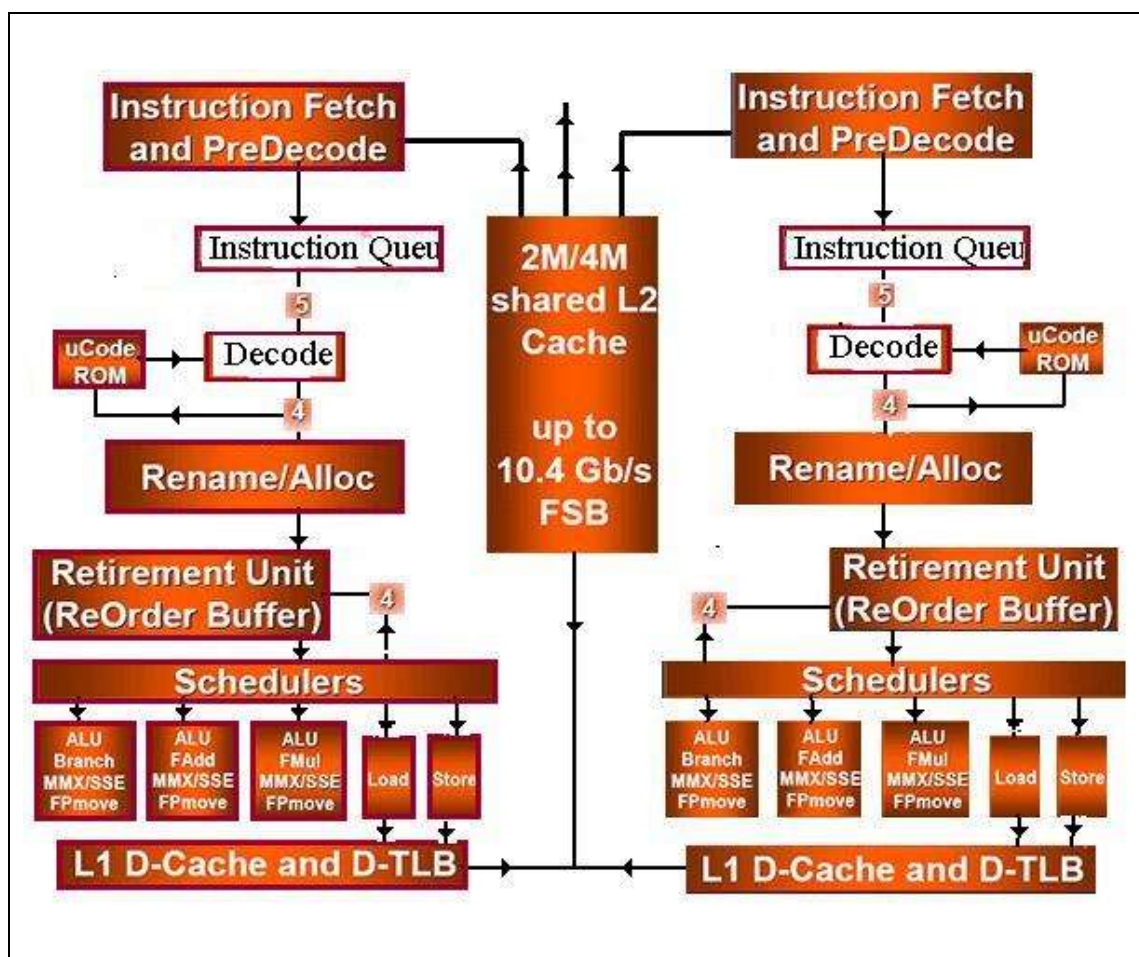 Instruction Fetch
and PreDecode
Instruction Queu
5
uCode
ROM
Decode
4
Rename/Alloc
Retirement Unit
(ReOrder Buffer)
4
Schedulers
ALU
Branch
MMX/SSE
FPmove
ALU
FAdd
MMX/SSE
FPmove
ALU
FMul
MMX/SSE
FPmove
Load
Store
L1 D-Cache and D-TLB
2M/4M
shared L2
Cache
up to
10.4 Gb/s
FSB
Instruction Fetch
and PreDecode
Instruction Queu
5
Decode
uCode
ROM
4
Rename/Alloc
Retirement Unit
(ReOrder Buffer)
4
Schedulers
ALU
Branch
MMX/SSE
FPmove
ALU
FAdd
MMX/SSE
FPmove
ALU
FMul
MMX/SSE
FPmove
Load
Store
L1 D-Cache and D-TLB